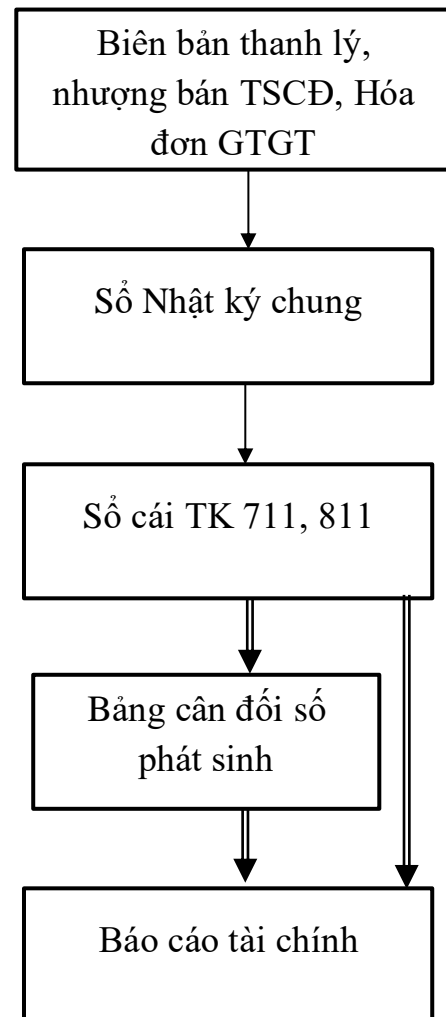 Biên bản thanh lý,
nhượng bán TSCĐ, Hóa
đơn GTGT
Sổ Nhật ký chung
Sổ cái TK 711, 811
Bảng cân đối số
phát sinh
Báo cáo tài chính